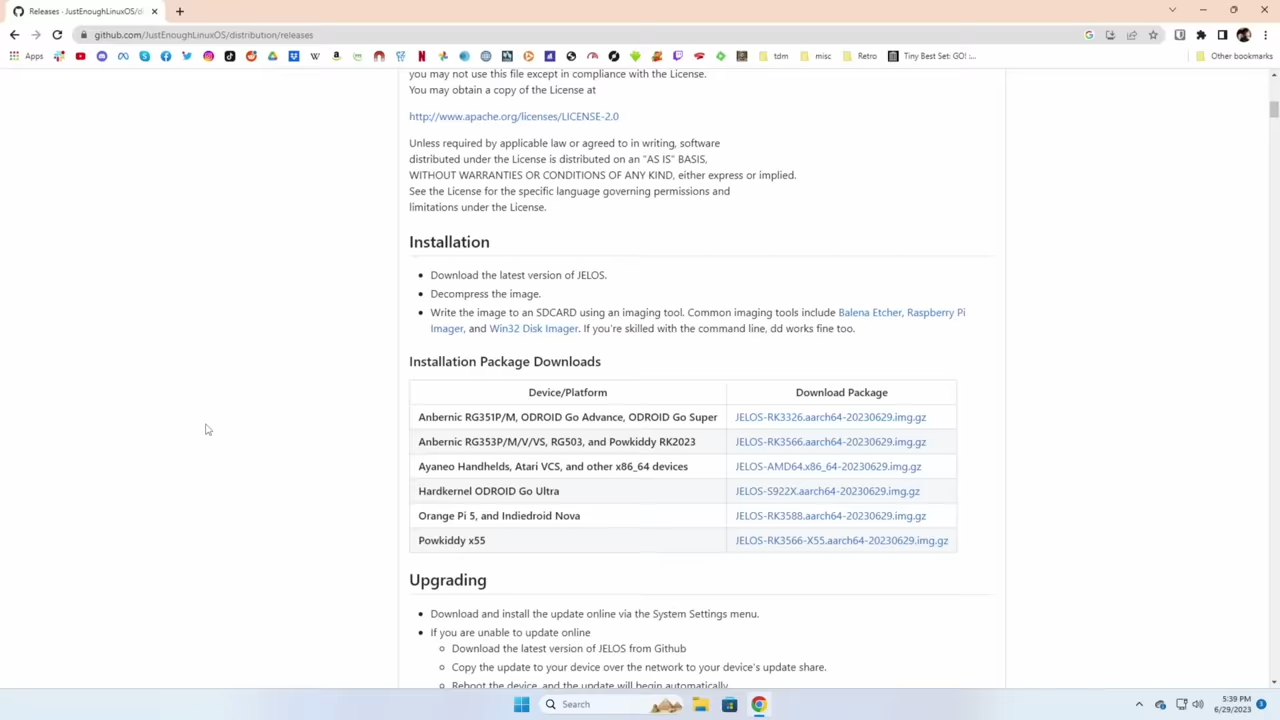 Releases · JustEnoughLinuxOS/di
github.com/JustEnoughLinuxOS/distribution/releases
Apps
tdm
misc
Retro
Tiny Best Set: GO! :...
Other bookmarks
you may not use this file except in compliance with the License.
You may obtain a copy of the License at
http://www.apache.org/licenses/LICENSE-2.0
Unless required by applicable law or agreed to in writing, software
distributed under the License is distributed on an "AS IS" BASIS,
WITHOUT WARRANTIES OR CONDITIONS OF ANY KIND, either express or implied.
See the License for the specific language governing permissions and
limitations under the License.
Installation
• Download the latest version of JELOS.
• Decompress the image.
• Write the image to an SDCARD using an imaging tool. Common imaging tools include Balena Etcher, Raspberry Pi
Imager, and Win32 Disk Imager. If you're skilled with the command line, dd works fine too.
Installation Package Downloads
Device/Platform Download Package
Anbernic RG351P/M, ODROID Go Advance, ODROID Go Super JELOS-RK3326.aarch64-20230629.img.gz
Anbernic RG353P/M/V/VS, RG503, and Powkiddy RK2023 JELOS-RK3566.aarch64-20230629.img.gz
Ayaneo Handhelds, Atari VCS, and other x86_64 devices JELOS-AMD64.x86_64-20230629.img.gz
Hardkernel ODROID Go Ultra JELOS-S922X.aarch64-20230629.img.gz
Orange Pi 5, and Indiedroid Nova JELOS-RK3588.aarch64-20230629.img.gz
Powkiddy x55 JELOS-RK3566-X55.aarch64-20230629.img.gz
Upgrading
• Download and install the update online via the System Settings menu.
• If you are unable to update online
Download the latest version of JELOS from Github
Copy the update to your device over the network to your device's update share.
Reboot the device, and the update will begin automatically.
Search
5:39 PM
6/29/2023